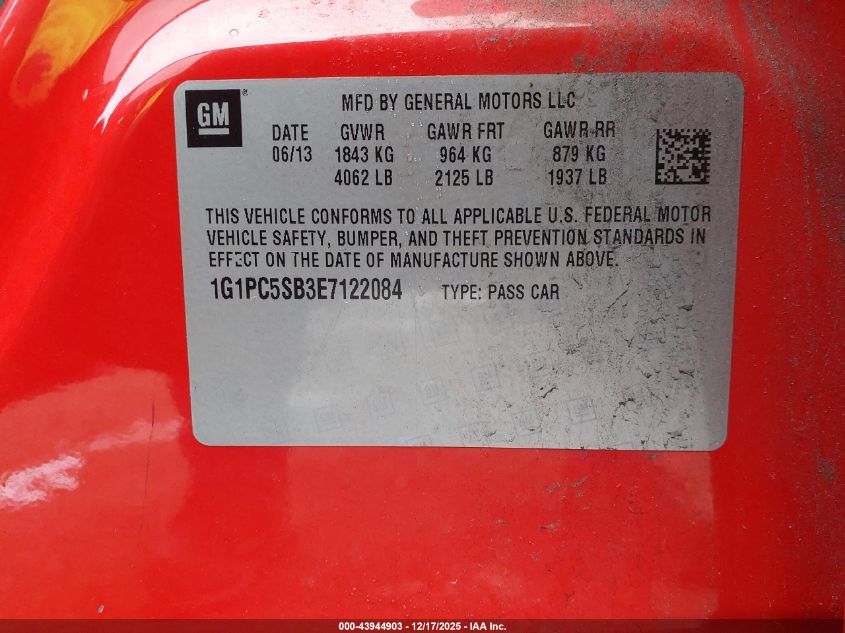 GM
MFD BY GENERAL MOTORS LLC
DATE GVWR GAWR FRT GAWR RR
06/13 1843 KG 964 KG 879 KG
4062 LB 2125 LB 1937 LB
THIS VEHICLE CONFORMS TO ALL APPLICABLE U.S. FEDERAL MOTOR
VEHICLE SAFETY, BUMPER, AND THEFT PREVENTION STANDARDS IN
EFFECT ON THE DATE OF MANUFACTURE SHOWN ABOVE.
1G1PC5SB3E7122084 TYPE: PASS CAR
000-43944903 - 12/17/2025 - IAA Inc.